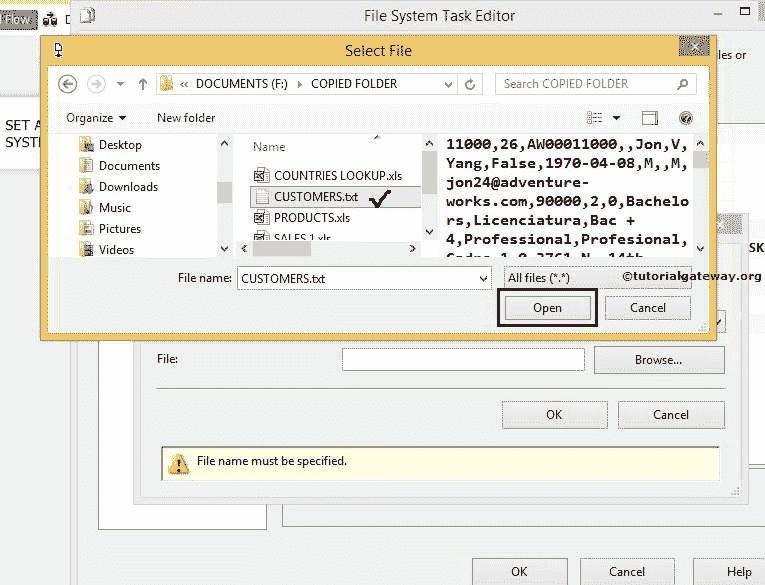 Flow
File System Task Editor
les or
Select File
« DOCUMENTS (F:) › COPIED FOLDER
Search COPIED FOLDER
Organize
New folder
SET A
SYSTE
Desktop
Documents
Downloads
Music
Pictures
Videos
Name
COUNTRIES LOOKUP.xls
CUSTOMERS.txt
PRODUCTS.xls
SALES 1.xls
11000,26,AW00011000,,Jon,V,
Yang,False,1970-04-08,M,,M,
jon24@adventure-
works.com,90000,2,0,Bachelo
rs,Licenciatura,Bac +
4,Professional,Profesional,
Cadre,1,0,3761 N. 14th
SK
File name:
CUSTOMERS.txt
All files (*.*)
©tutorialgateway.org
Open
Cancel
File:
Browse...
OK
Cancel
File name must be specified.
OK
Cancel
Help